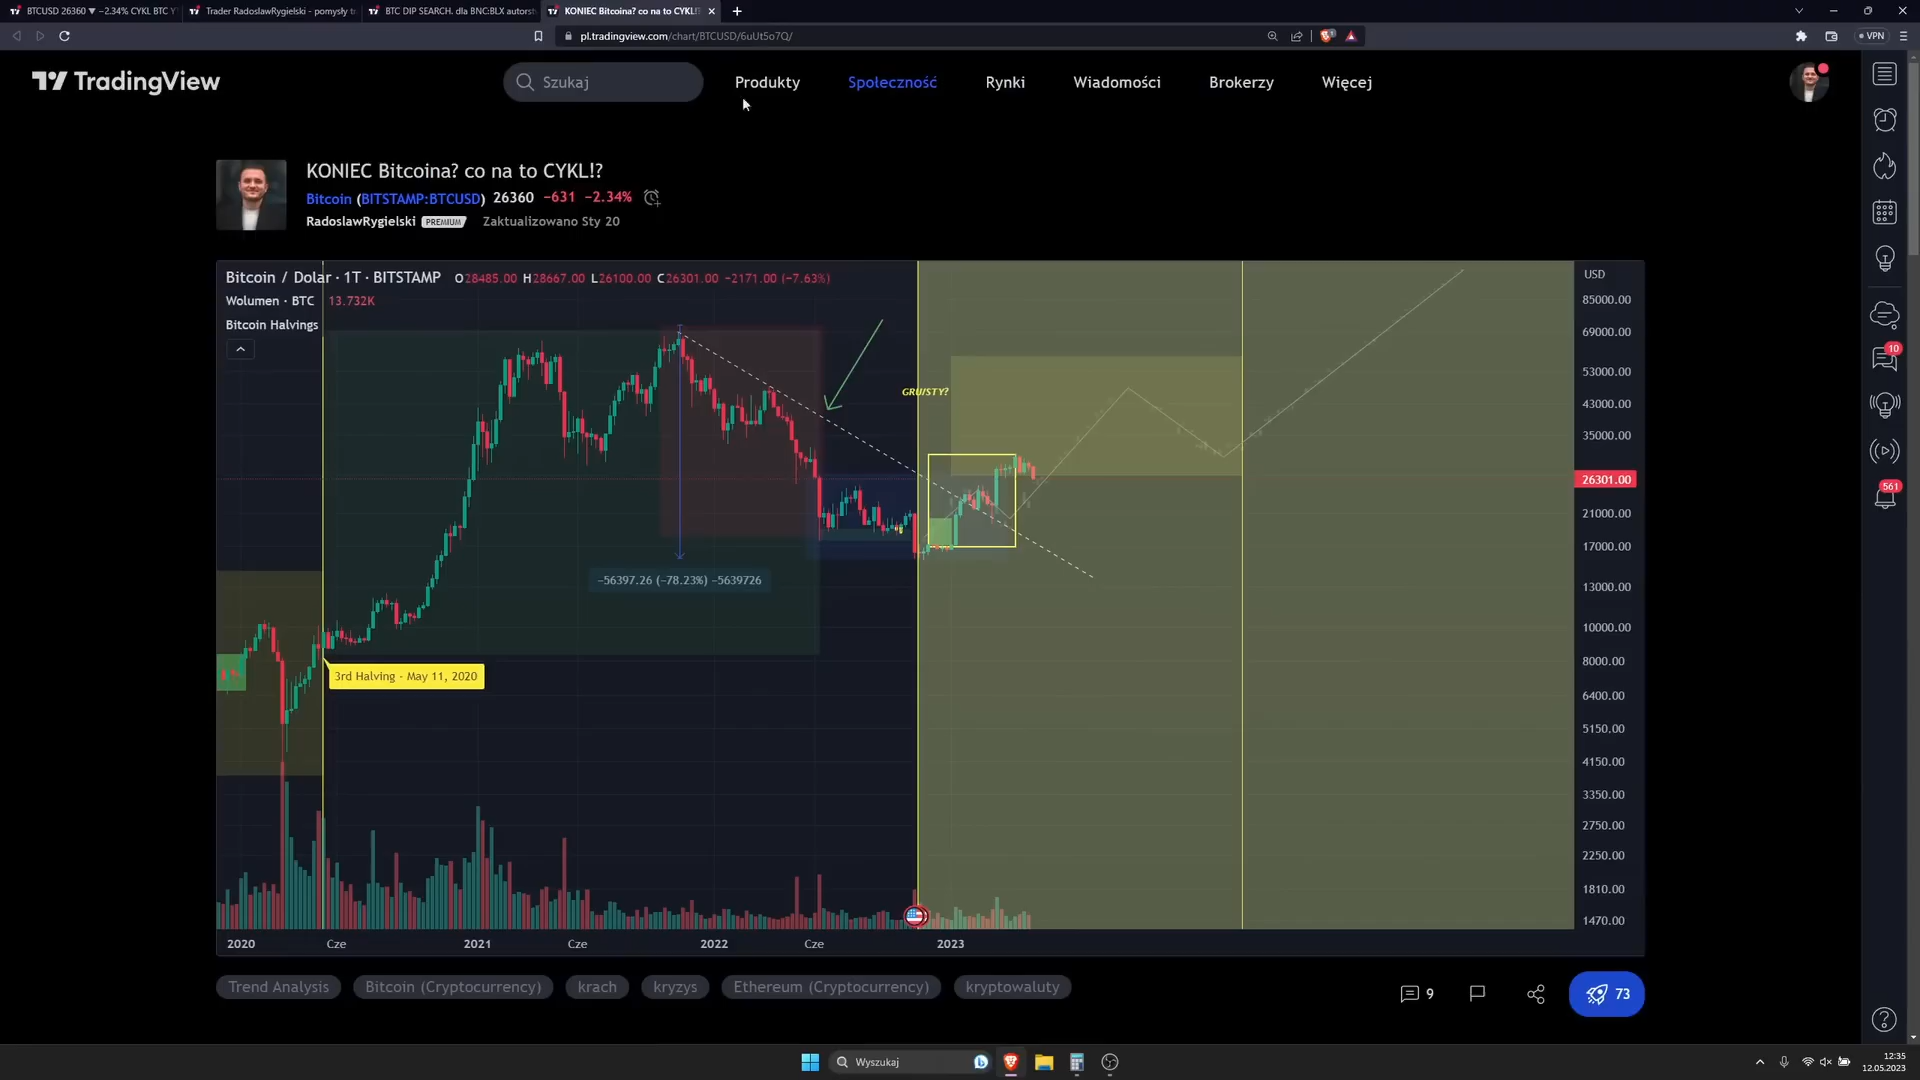 BTCUSD 26360 ▼ −2.34% CYKL BTC Y
Trader RadoslawRygielski - pomysły t
BTC DIP SEARCH. dla BNC:BLX autorst
KONIEC Bitcoina? co na to CYKL!?
pl.tradingview.com/chart/BTCUSD/6uUt5o7Q/
VPN
TradingView
Szukaj
Produkty
Społeczność
Rynki
Wiadomości
Brokerzy
Więcej
KONIEC Bitcoina? co na to CYKL!?
Bitcoin (BITSTAMP:BTCUSD) 26360 −631 −2.34%
RadoslawRygielski PREMIUM Zaktualizowano Sty 20
Bitcoin / Dolar · 1T · BITSTAMP O28485.00 H28667.00 L26100.00 C26301.00 −2171.00 (−7.63%)
Wolumen · BTC 13.732K
Bitcoin Halvings
USD
85000.00
69000.00
53000.00
43000.00
35000.00
26301.00
21000.00
17000.00
13000.00
10000.00
8000.00
6400.00
5150.00
4150.00
3350.00
2750.00
2250.00
1810.00
1470.00
GRU/STY?
−56397.26 (−78.23%) −5639726
3rd Halving - May 11, 2020
2020
Cze
2021
Cze
2022
Cze
2023
Trend Analysis
Bitcoin (Cryptocurrency)
krach
kryzys
Ethereum (Cryptocurrency)
kryptowaluty
9
73
10
561
Wyszukaj
12:35
12.05.2023